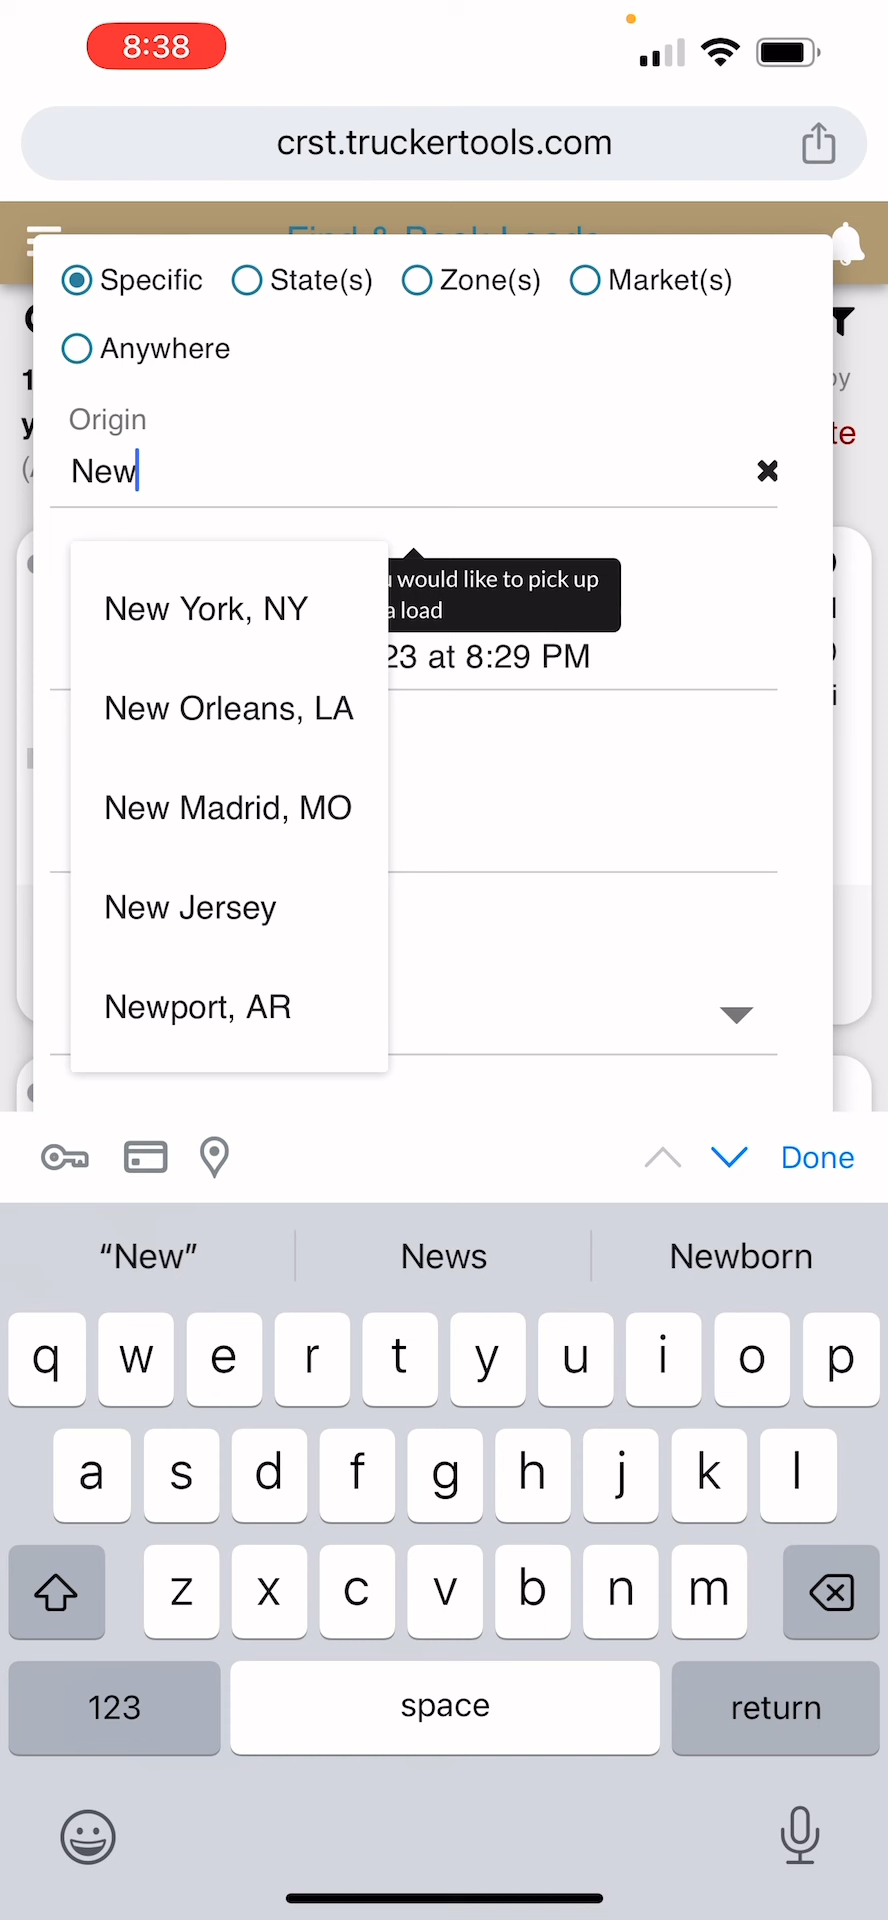 8:38
crst.truckertools.com
Specific State(s) Zone(s) Market(s)
Anywhere
Origin
New
would like to pick up
load
23 at 8:29 PM
New York, NY
New Orleans, LA
New Madrid, MO
New Jersey
Newport, AR
Done
“New” News Newborn
q w e r t y u i o p
a s d f g h j k l
z x c v b n m
123 space return